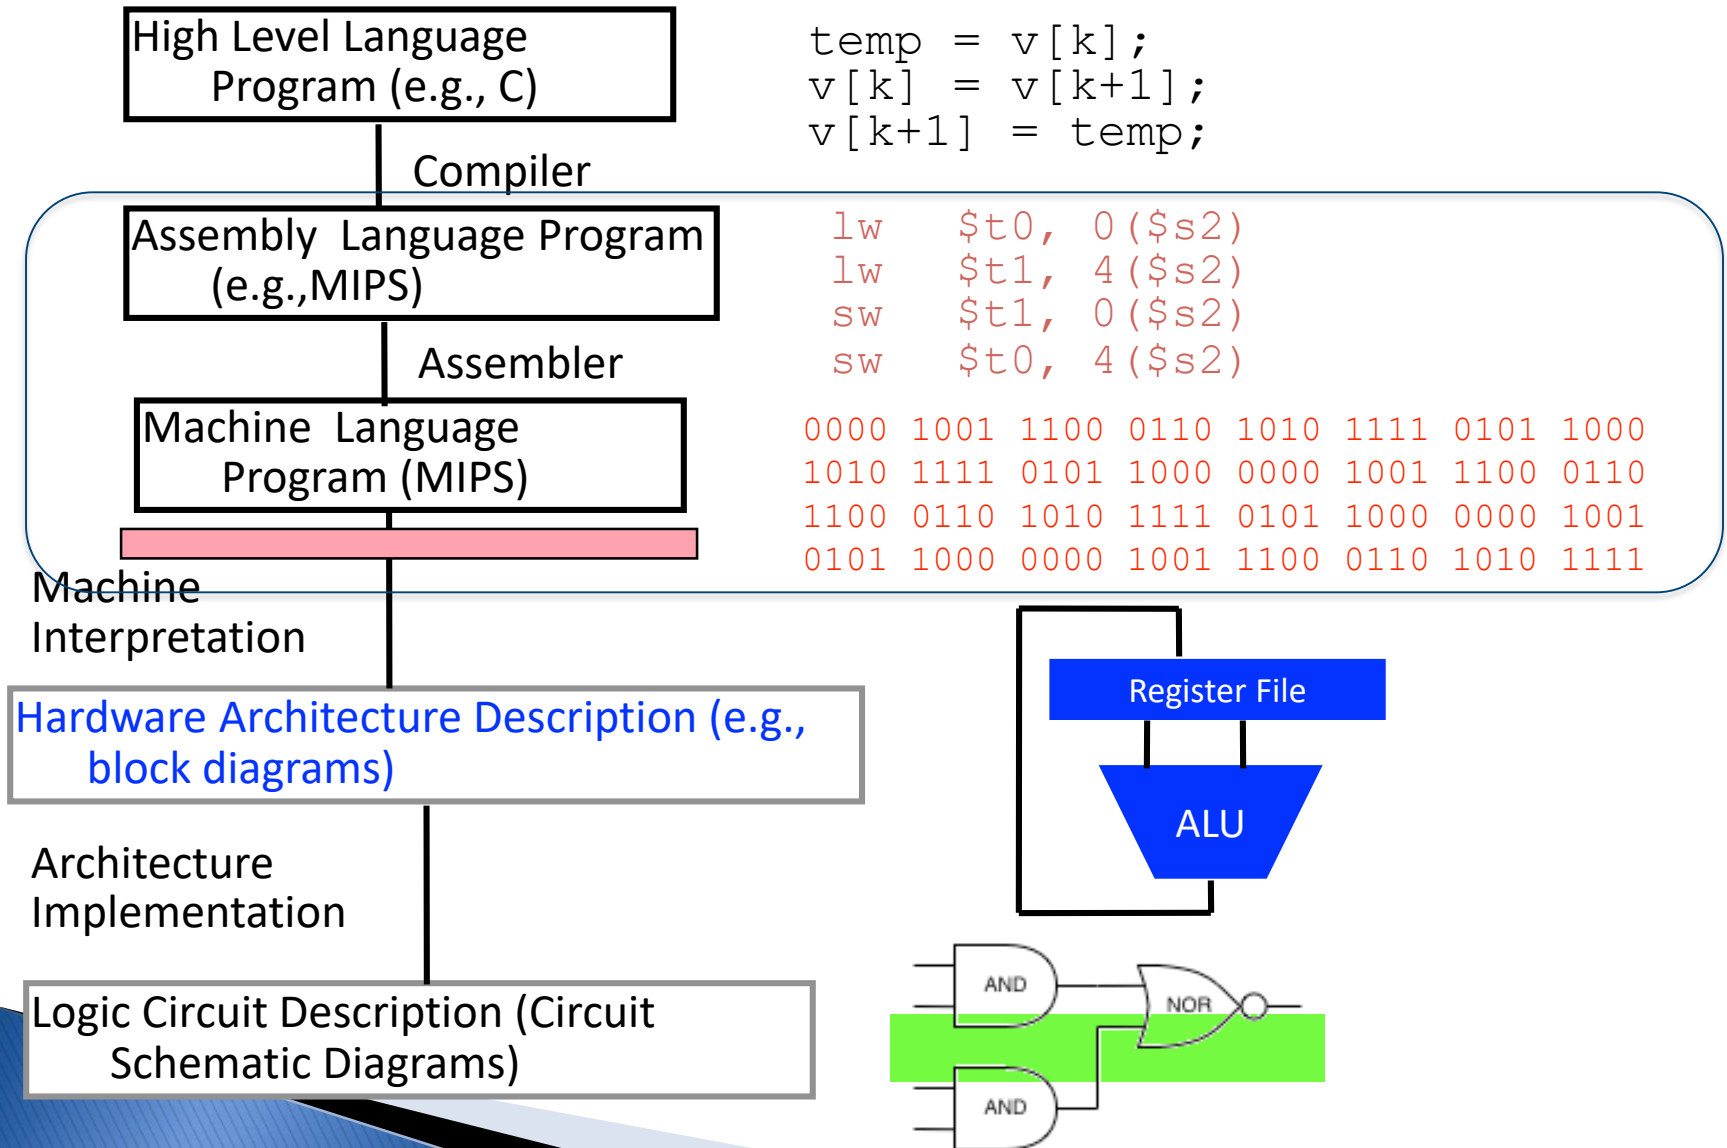 High Level Language
Program (e.g., C)
temp = v[k];
v[k] = v[k+1];
v[k+1] = temp;
Compiler
Assembly Language Program
(e.g.,MIPS)
lw $t0, 0($s2)
lw $t1, 4($s2)
sw $t1, 0($s2)
sw $t0, 4($s2)
Assembler
Machine Language
Program (MIPS)
0000 1001 1100 0110 1010 1111 0101 1000
1010 1111 0101 1000 0000 1001 1100 0110
1100 0110 1010 1111 0101 1000 0000 1001
0101 1000 0000 1001 1100 0110 1010 1111
Machine
Interpretation
Register File
Hardware Architecture Description (e.g.,
block diagrams)
ALU
Architecture
Implementation
AND
NOR
Logic Circuit Description (Circuit
Schematic Diagrams)
AND